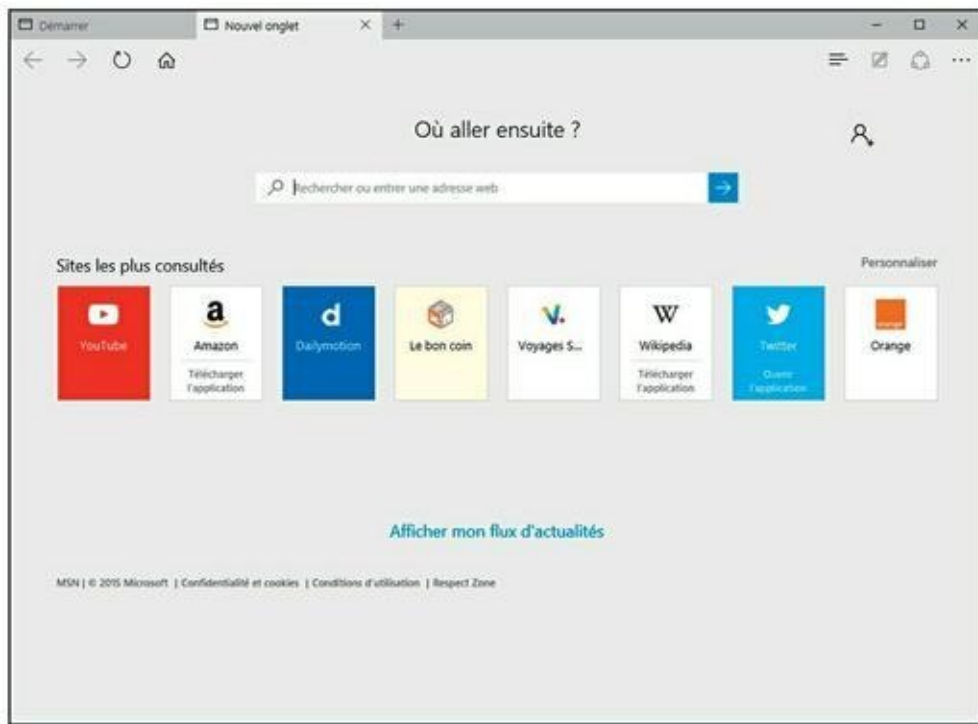 Démarrer
Nouvel onglet
Où aller ensuite ?
Rechercher ou entrer une adresse web
Sites les plus consultés
Personnaliser
YouTube
a
Amazon
Télécharger
l'application
d
Dailymotion
Le bon coin
V.
Voyages S...
W
Wikipedia
Télécharger
l'application
Twitter
Ouvrir
l'application
orange
Orange
Afficher mon flux d'actualités
MSN | © 2015 Microsoft | Confidentialité et cookies | Conditions d'utilisation | Respect Zone